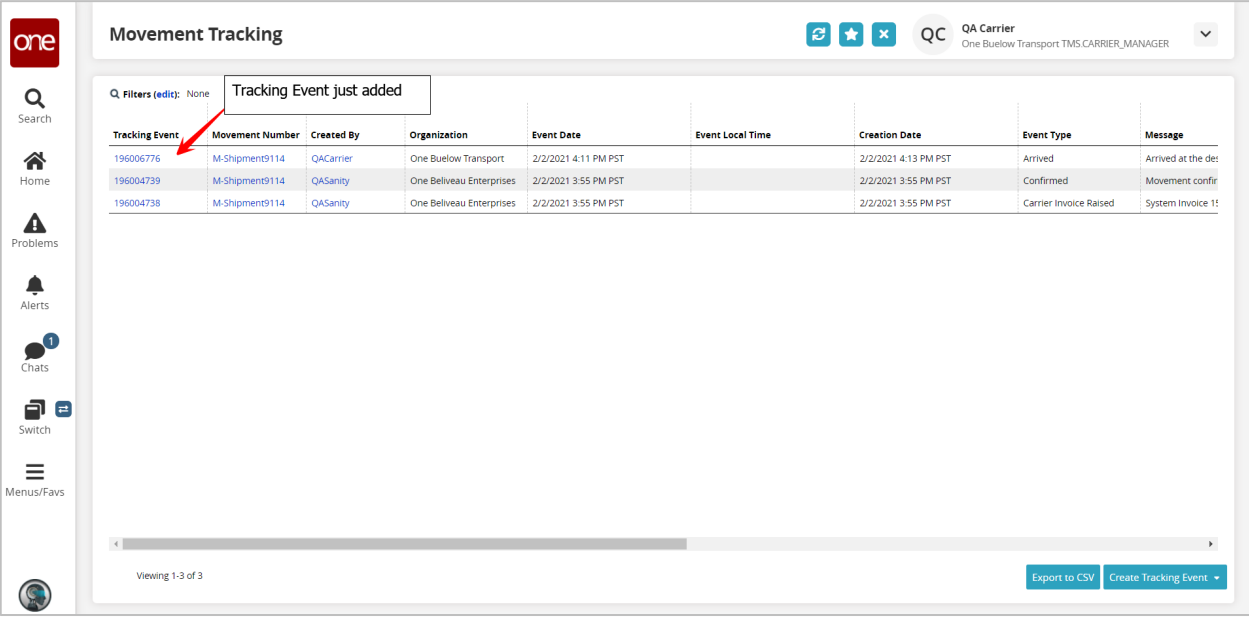 one
Movement Tracking
QC
QA Carrier
One Buelow Transport TMS.CARRIER_MANAGER
Search
Home
Problems
Alerts
1
Chats
Switch
Menus/Favs
Filters (edit): None
Tracking Event just added
Tracking Event Movement Number Created By Organization Event Date Event Local Time Creation Date Event Type Message
196006776 M-Shipment9114 QACarrier One Buelow Transport 2/2/2021 4:11 PM PST 2/2/2021 4:13 PM PST Arrived Arrived at the des
196004739 M-Shipment9114 QASanity One Beliveau Enterprises 2/2/2021 3:55 PM PST 2/2/2021 3:55 PM PST Confirmed Movement confir
196004738 M-Shipment9114 QASanity One Beliveau Enterprises 2/2/2021 3:55 PM PST 2/2/2021 3:55 PM PST Carrier Invoice Raised System Invoice 15
Viewing 1-3 of 3
Export to CSV
Create Tracking Event